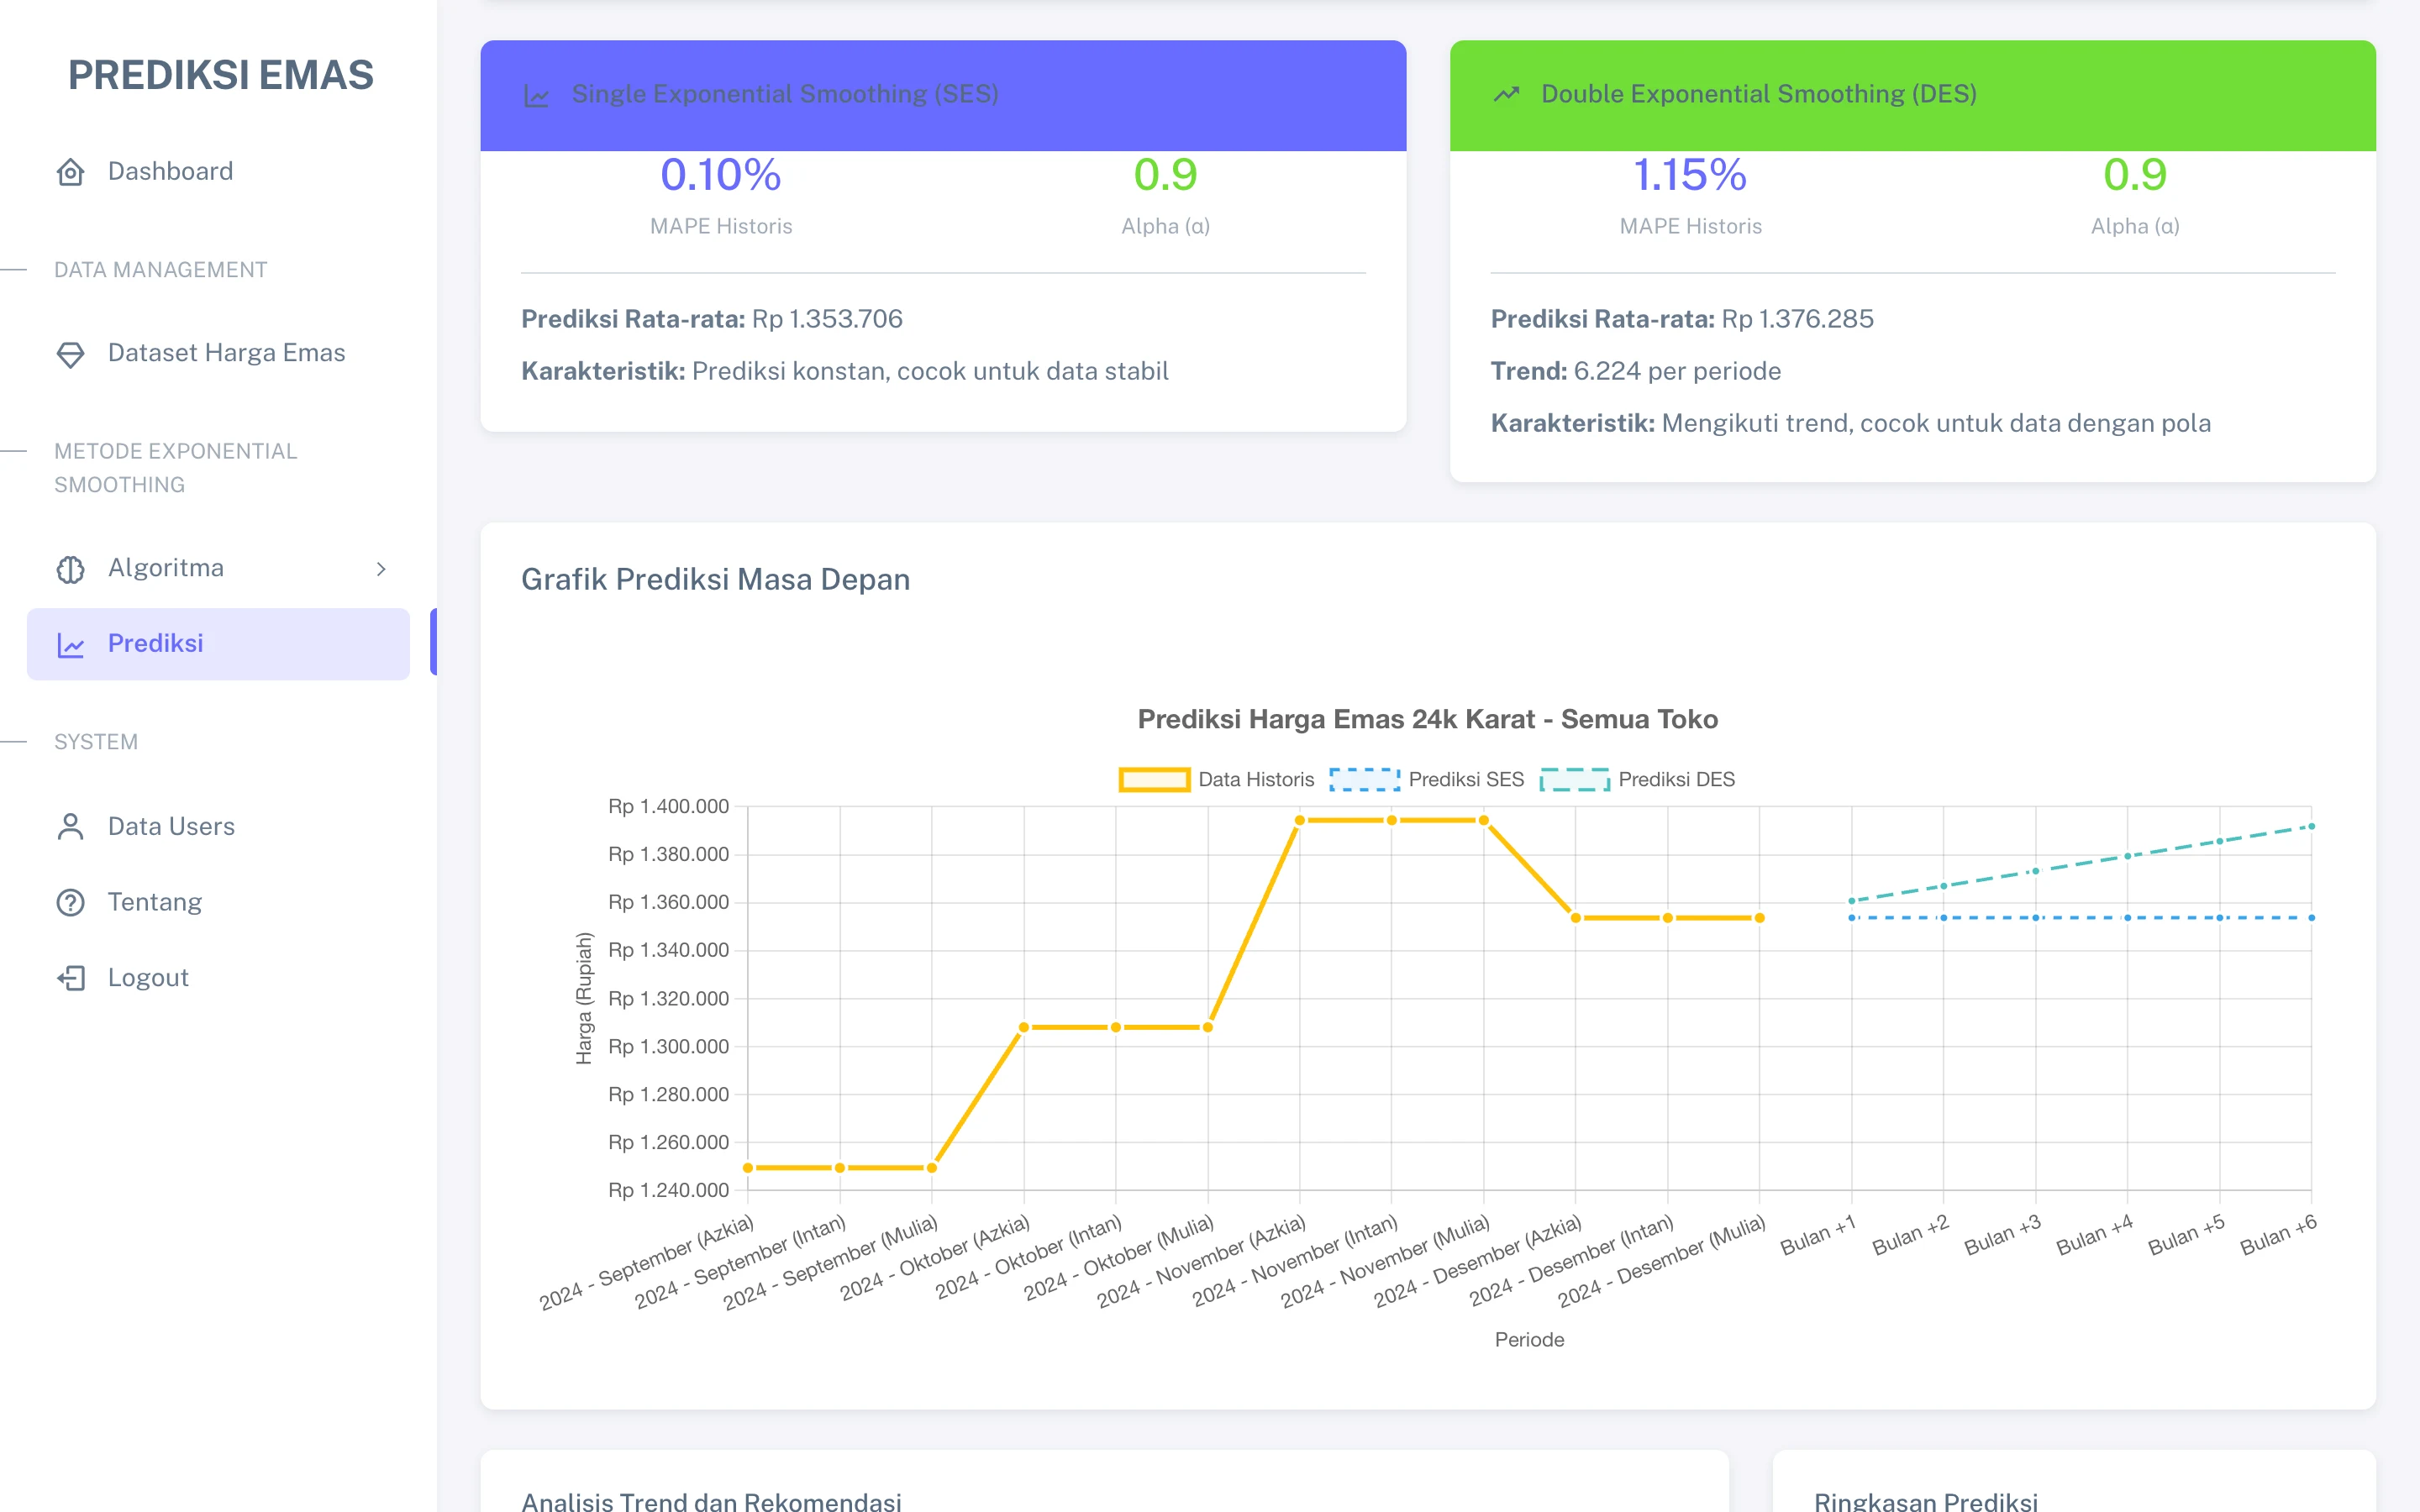 PREDIKSI EMAS
Dashboard
DATA MANAGEMENT
Dataset Harga Emas
METODE EXPONENTIAL
SMOOTHING
Algoritma
Prediksi
SYSTEM
Data Users
Tentang
Logout
Single Exponential Smoothing (SES)
0.10%
MAPE Historis
0.9
Alpha (α)
Prediksi Rata-rata: Rp 1.353.706
Karakteristik: Prediksi konstan, cocok untuk data stabil
Double Exponential Smoothing (DES)
1.15%
MAPE Historis
0.9
Alpha (α)
Prediksi Rata-rata: Rp 1.376.285
Trend: 6.224 per periode
Karakteristik: Mengikuti trend, cocok untuk data dengan pola
Grafik Prediksi Masa Depan
Prediksi Harga Emas 24k Karat - Semua Toko
Data Historis
Prediksi SES
Prediksi DES
Harga (Rupiah)
Rp 1.400.000
Rp 1.380.000
Rp 1.360.000
Rp 1.340.000
Rp 1.320.000
Rp 1.300.000
Rp 1.280.000
Rp 1.260.000
Rp 1.240.000
2024 - September (Azkia)
2024 - September (Intan)
2024 - September (Mulia)
2024 - Oktober (Azkia)
2024 - Oktober (Intan)
2024 - Oktober (Mulia)
2024 - November (Azkia)
2024 - November (Intan)
2024 - November (Mulia)
2024 - Desember (Azkia)
2024 - Desember (Intan)
2024 - Desember (Mulia)
Bulan +1
Bulan +2
Bulan +3
Bulan +4
Bulan +5
Bulan +6
Periode
Analisis Trend dan Rekomendasi
Ringkasan Prediksi